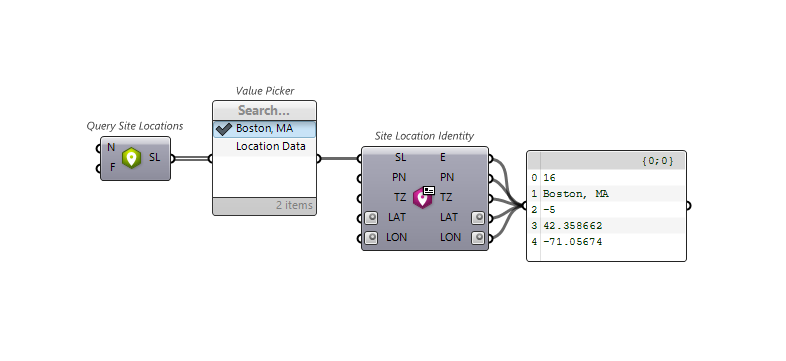 Value Picker
Search...
Query Site Locations
Boston, MA
Site Location Identity
N
F
SL
Location Data
2 items
SL E
PN PN
TZ TZ
LAT LAT
LON LON
{0;0}
0 16
1 Boston, MA
2 -5
3 42.358662
4 -71.05674